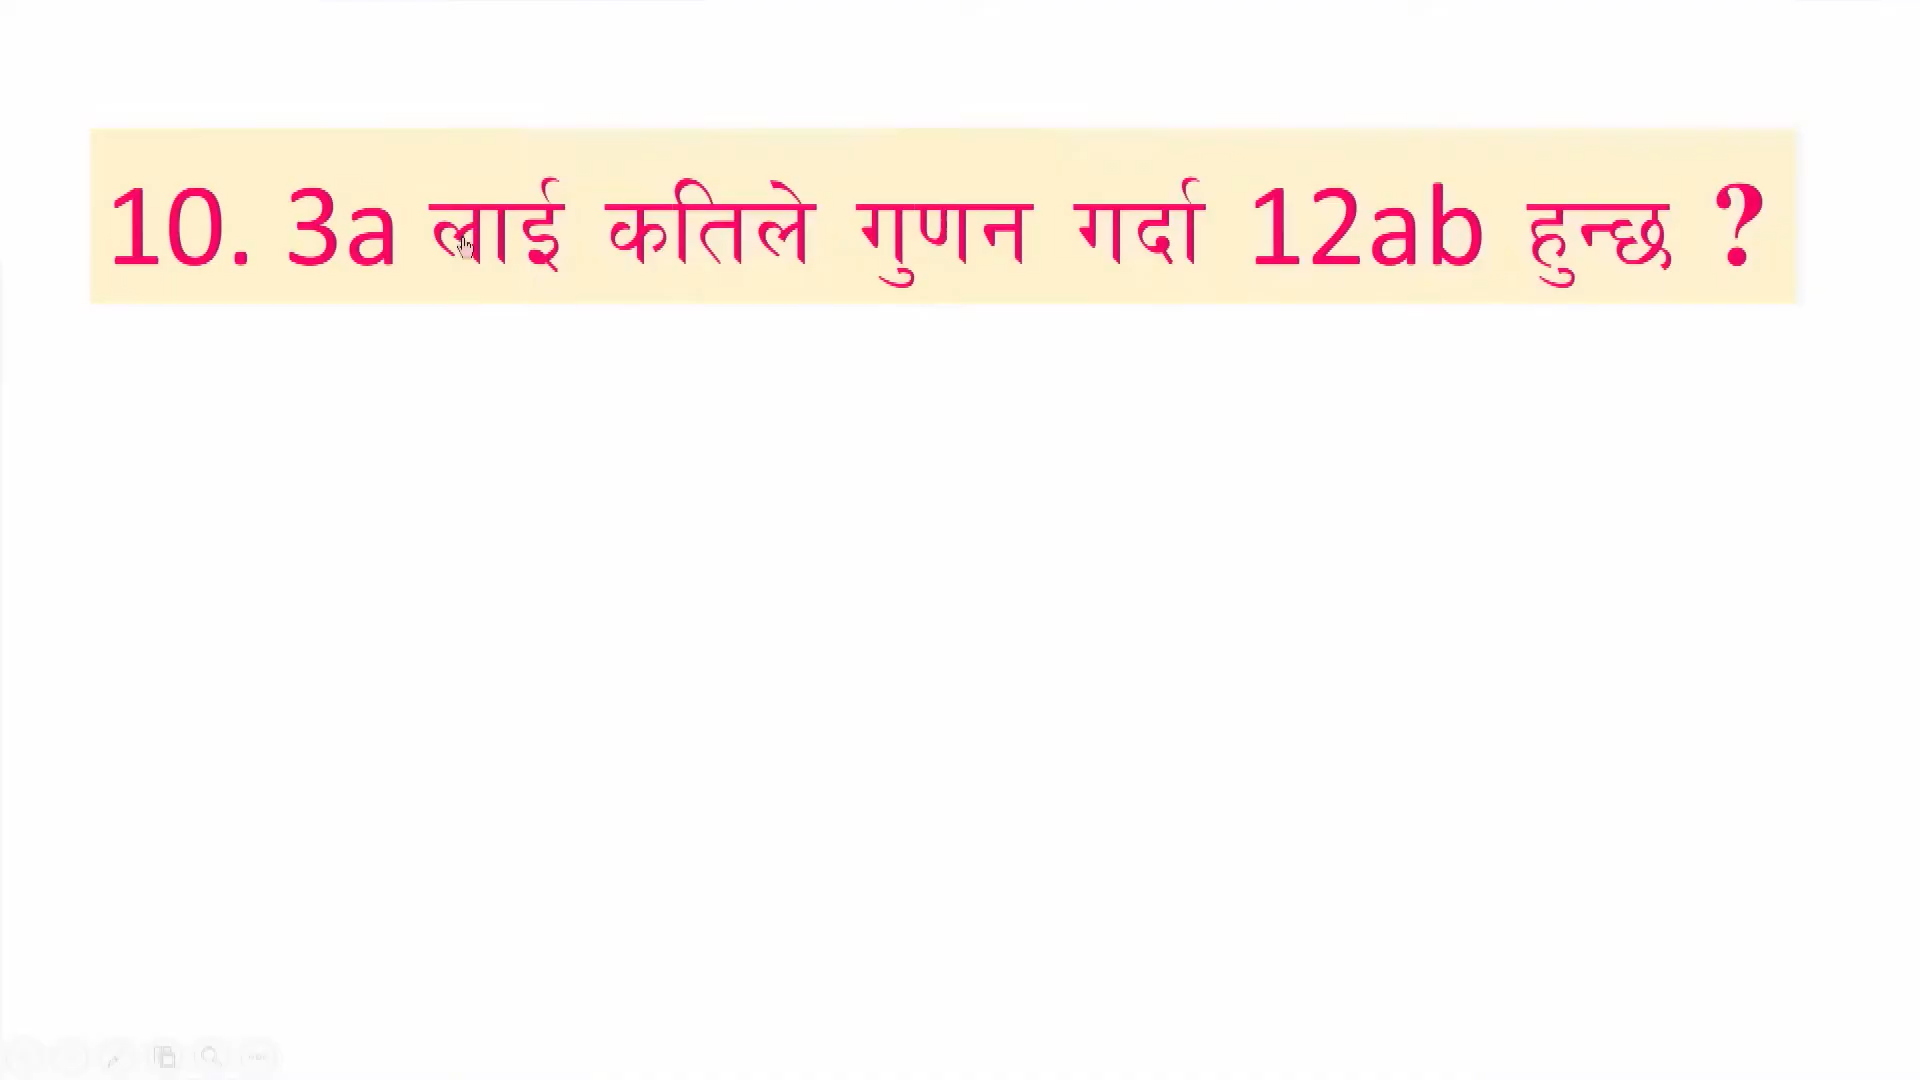 10. 3a लाई कतिले गुणन गर्दा 12ab हुन्छ ?